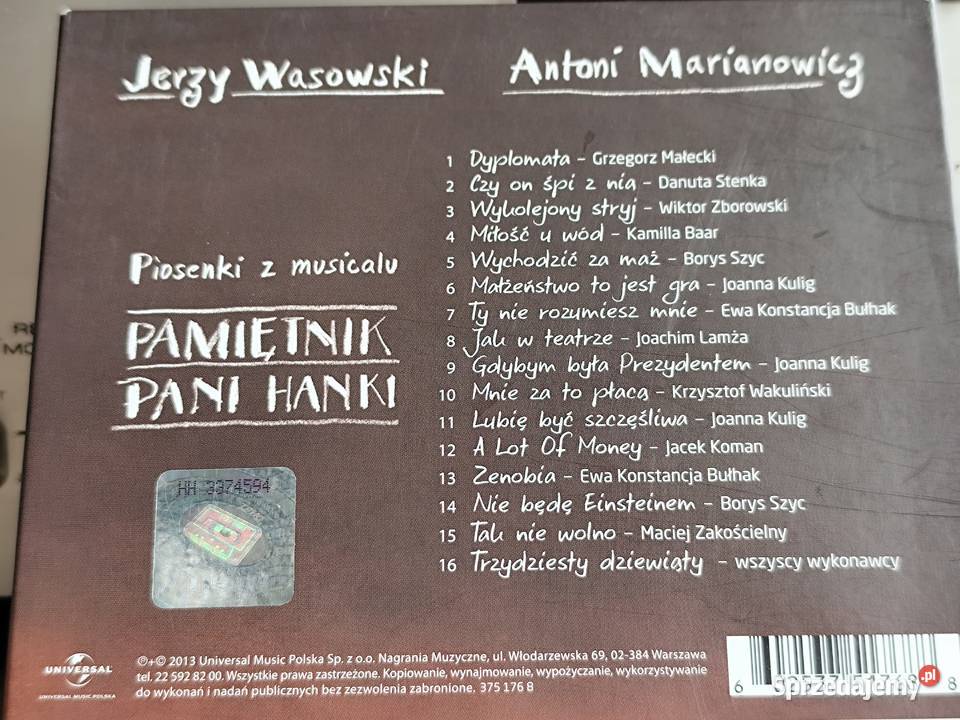 Jerzy Wasowski
Antoni Marianowicz
1 Dyplomata – Grzegorz Małecki
2 Czy on śpi z nią – Danuta Stenka
3 Wykolejony stryj – Wiktor Zborowski
4 Miłość u wód – Kamilla Baar
5 Wychodzić za mąż – Borys Szyc
6 Małżeństwo to jest gra – Joanna Kulig
7 Ty nie rozumiesz mnie – Ewa Konstancja Bułhak
8 Jak w teatrze – Joachim Lamża
9 Gdybym była Prezydentem – Joanna Kulig
10 Mnie za to płacą – Krzysztof Wakuliński
11 Lubię być szczęśliwa – Joanna Kulig
12 A Lot Of Money – Jacek Koman
13 Zenobia – Ewa Konstancja Bułhak
14 Nie będę Einsteinem – Borys Szyc
15 Tak nie wolno – Maciej Zakościelny
16 Trzydziesty dziewiąty – wszyscy wykonawcy
Piosenki z musicalu
PAMIĘTNIK
PANI HANKI
HH 3374594
UNIVERSAL
UNIVERSAL MUSIC POLSKA
℗+© 2013 Universal Music Polska Sp. z o.o. Nagrania Muzyczne, ul. Włodarzewska 69, 02-384 Warszawa
tel. 22 592 82 00. Wszystkie prawa zastrzeżone. Kopiowanie, wynajmowanie, wypożyczanie, wykorzystywanie
do wykonań i nadań publicznych bez zezwolenia zabronione. 375 176 8
Sprzedajemy.pl